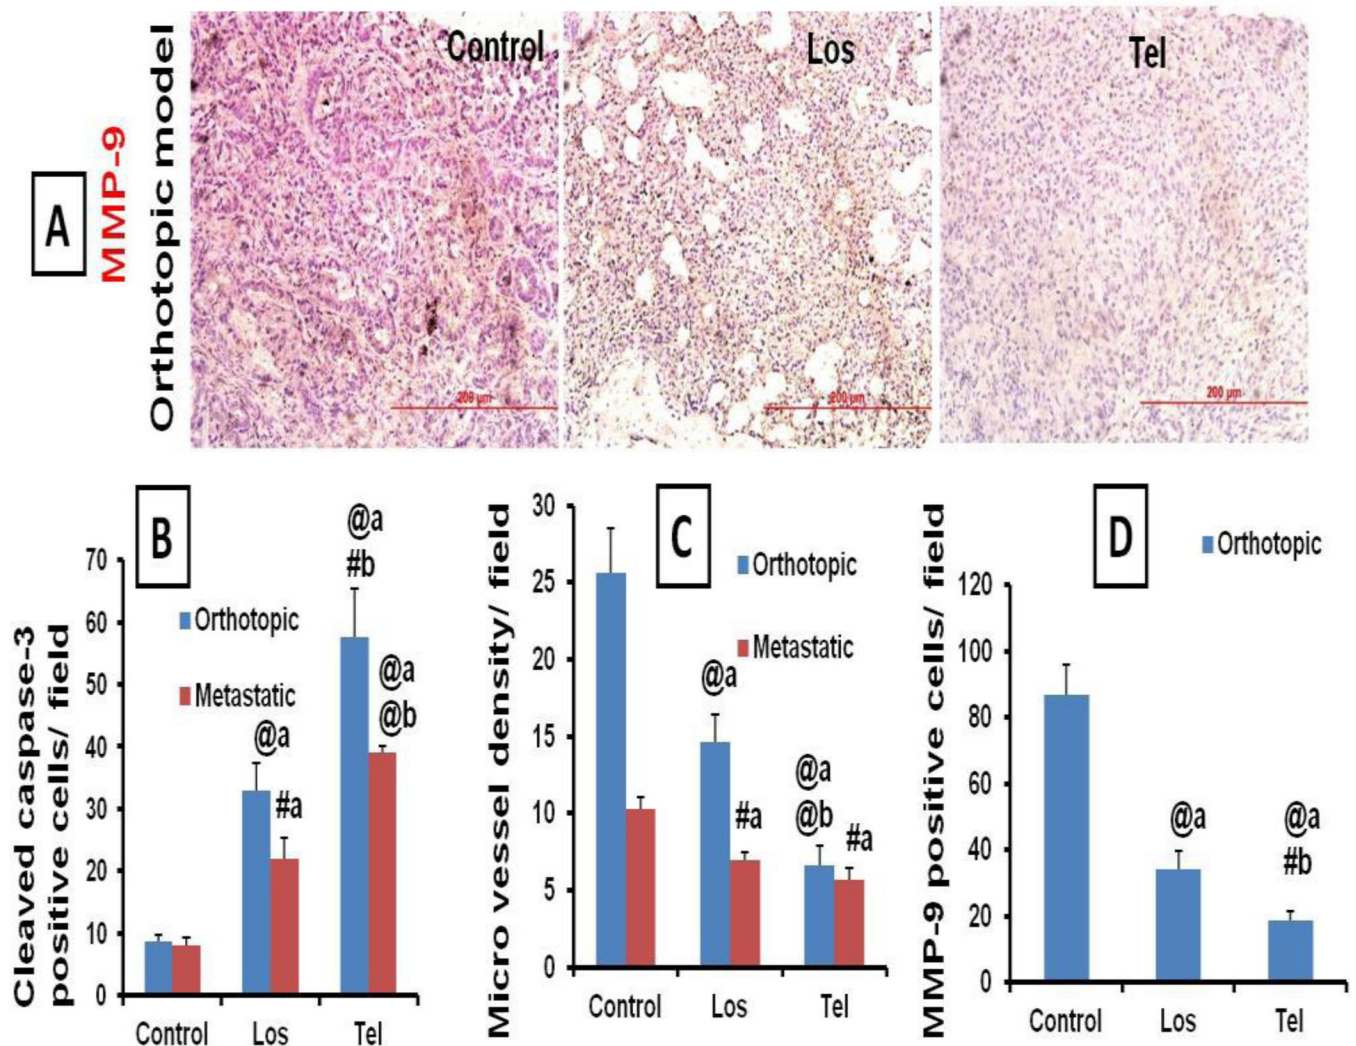 A
MMP-9
Orthotopic model
Control
Los
Tel
200 µm
200 µm
200 µm
B
Cleaved caspase-3
positive cells/ field
70
60
50
40
30
20
10
0
Orthotopic
Metastatic
@a
#a
@a
#b
@a
@b
Control
Los
Tel
C
Micro vessel density/ field
30
25
20
15
10
5
0
Orthotopic
Metastatic
@a
#a
@a
@b
#a
Control
Los
Tel
D
MMP-9 positive cells/ field
120
100
80
60
40
20
0
Orthotopic
@a
@a
#b
Control
Los
Tel